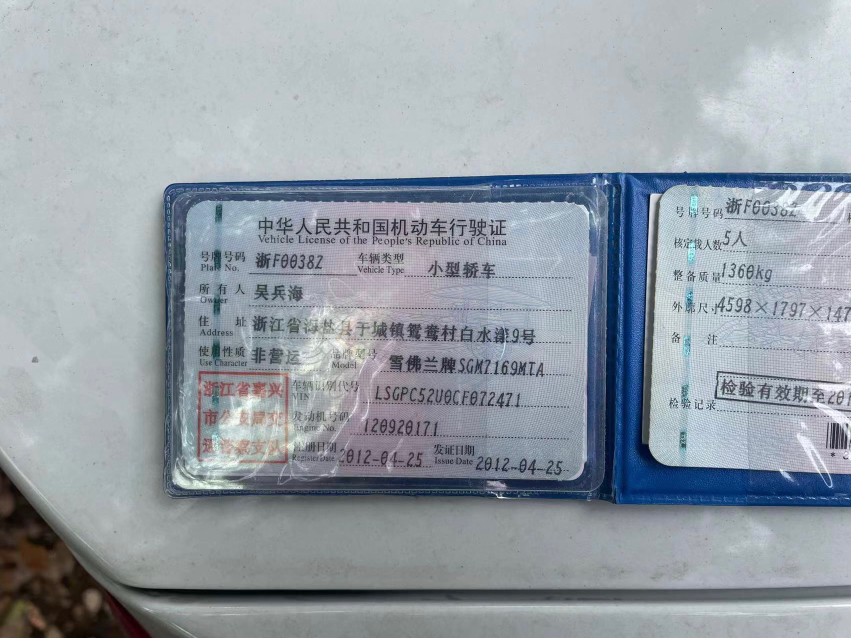 中华人民共和国机动车行驶证
Vehicle License of the People's Republic of China
号牌号码 浙F0038Z 车辆类型 小型轿车
Plate No. Vehicle Type
所有人 吴兵海
Owner
住址 浙江省海盐县于城镇鸳鸯村白水漾9号
Address
使用性质 非营运 品牌型号 雪佛兰牌SGM7169MTA
Use Character Model
浙江省嘉兴市公安局交通警察支队
车辆识别代号 LSGPC52U0CF072471
VIN
发动机号码 120920171
Engine No.
注册日期 2012-04-25 发证日期 2012-04-25
Register Date Issue Date
号牌号码 浙F0038Z
核定载人数 5人
整备质量 1360kg
外廓尺寸 4598×1797×147
备注
检验记录
检验有效期至201